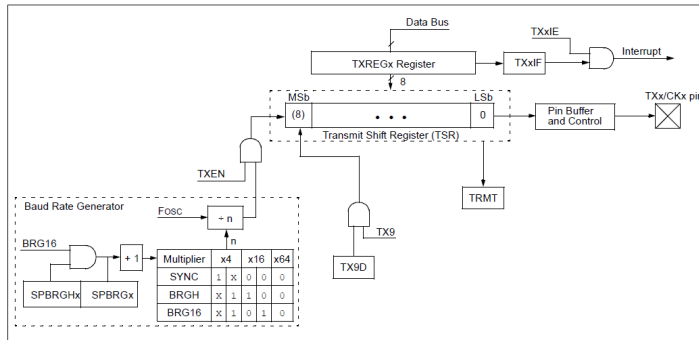 Data Bus
TXxIE
Interrupt
TXREGx Register
TXxIF
8
MSb
LSb
TXx/CKx pin
(8)
• • •
0
Pin Buffer
and Control
Transmit Shift Register (TSR)
TXEN
TRMT
Baud Rate Generator
FOSC
÷ n
n
TX9
BRG16
+ 1
Multiplier x4 x16 x64
TX9D
SYNC 1 X 0 0 0
SPBRGHx SPBRGx
BRGH X 1 1 0 0
BRG16 X 1 0 1 0